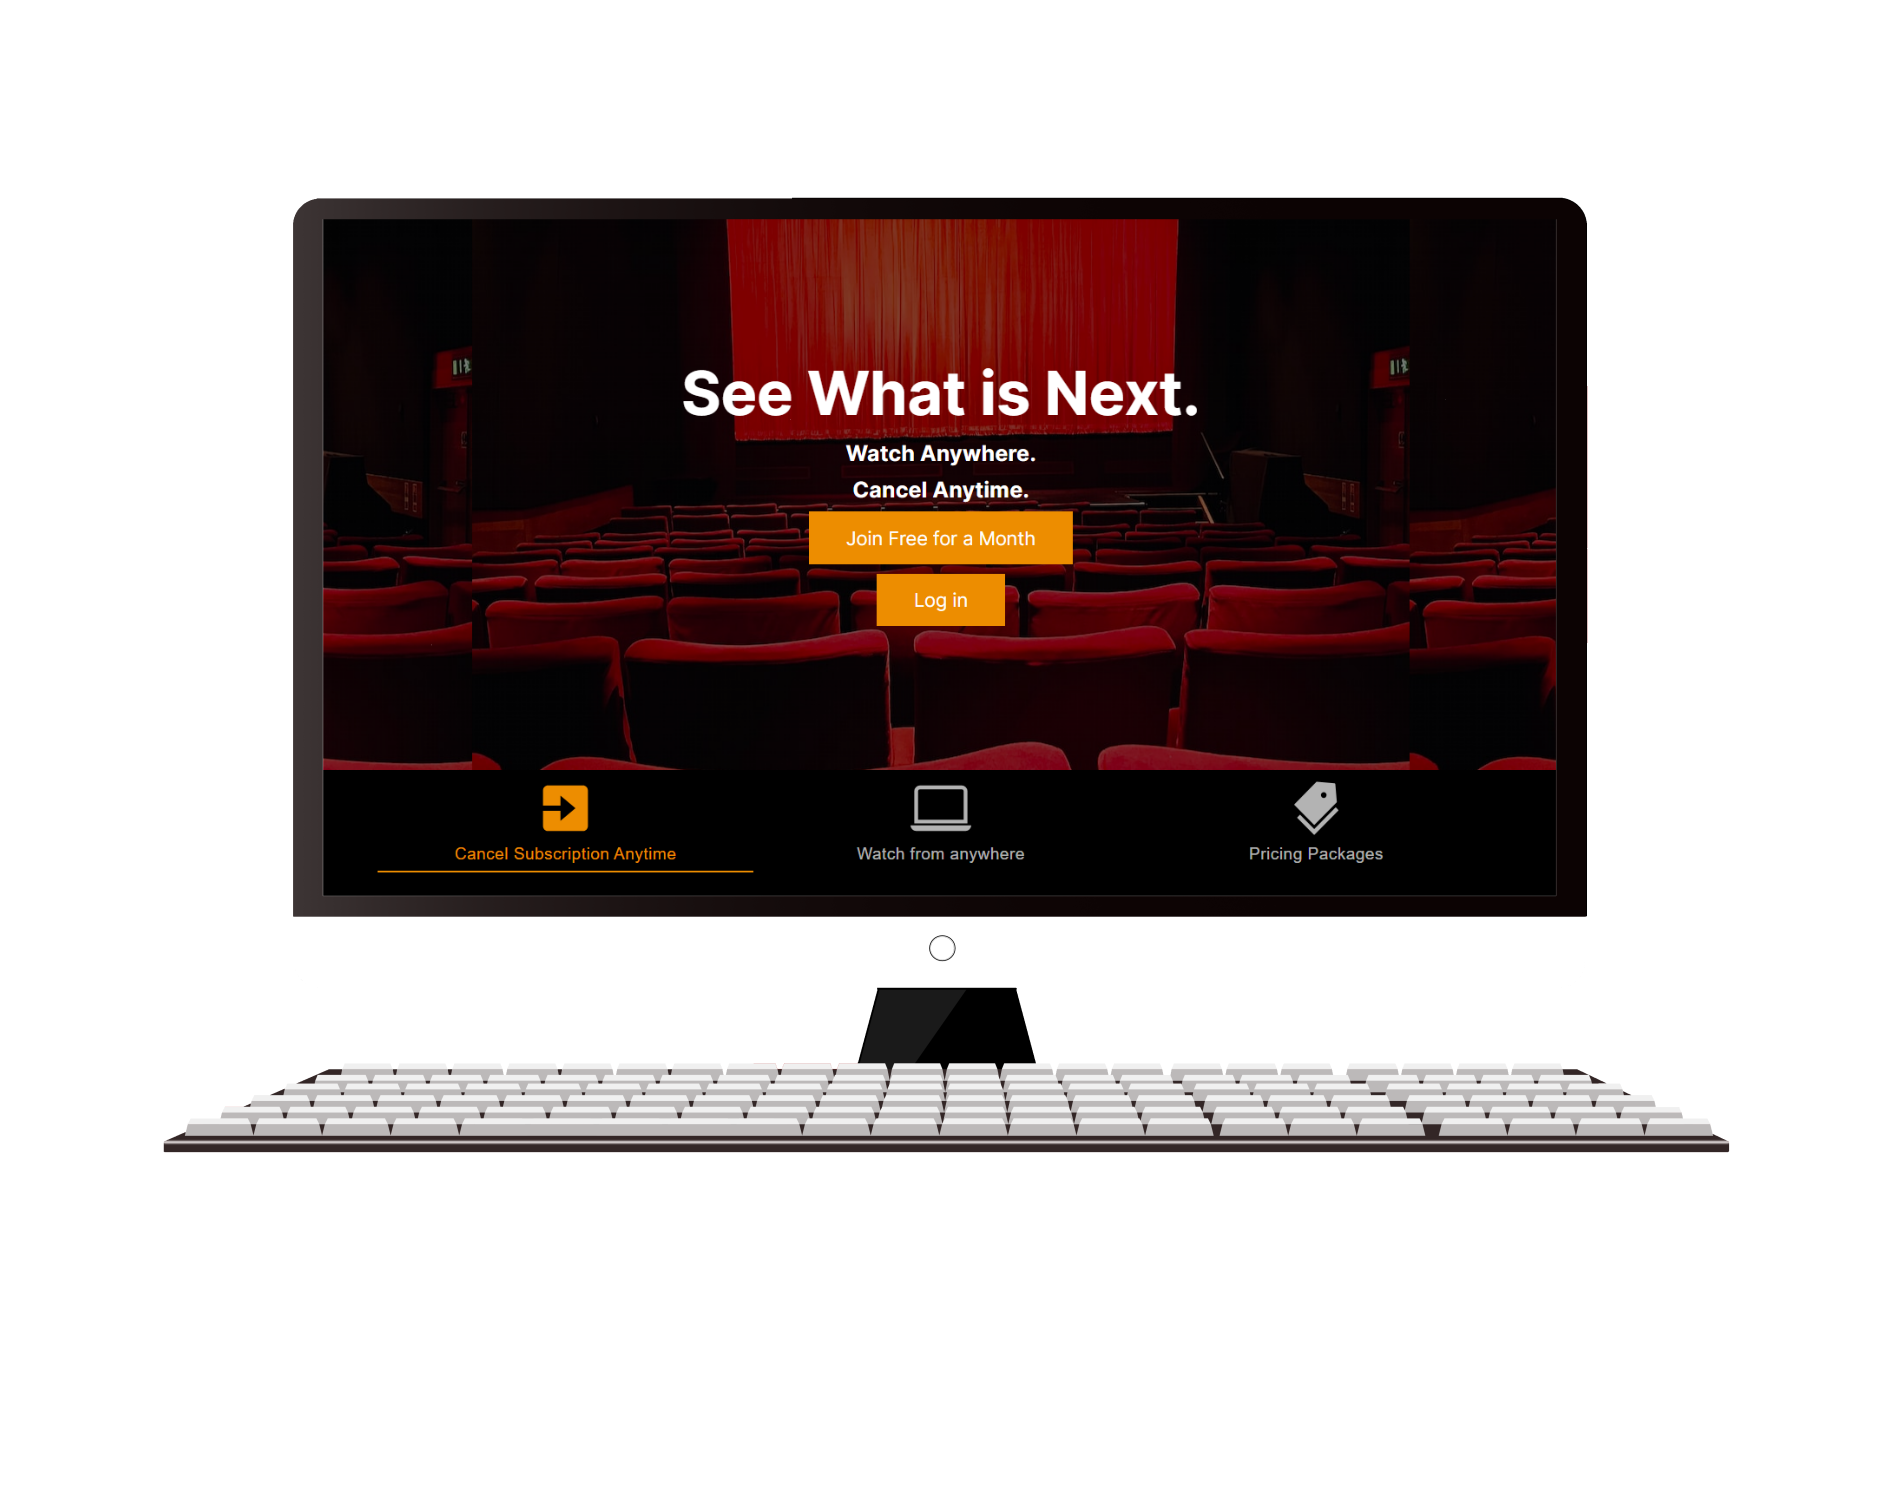 See What is Next.
Watch Anywhere.
Cancel Anytime.
Join Free for a Month
Log in
Cancel Subscription Anytime
Watch from anywhere
Pricing Packages